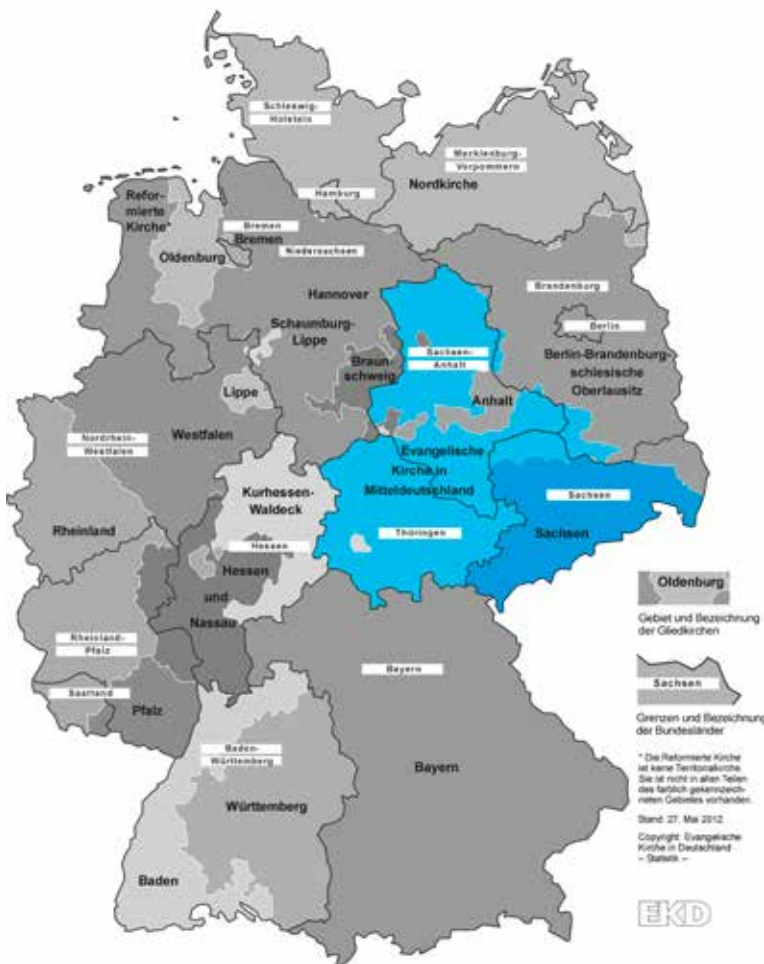 Schleswig-
Holstein
Mecklenburg-
Vorpommern
Nordkirche
Hamburg
Refor-
mierte
Kirche*
Bremen
Bremen
Oldenburg
Niedersachsen
Hannover
Brandenburg
Berlin
Schaumburg-
Lippe
Braun-
schweig
Sachsen-
Anhalt
Berlin-Brandenburg-
schlesische
Oberlausitz
Lippe
Anhalt
Westfalen
Nordrhein-
Westfalen
Evangelische
Kirche in
Mitteldeutschland
Kurhessen-
Waldeck
Sachsen
Rheinland
Hessen
Thüringen
Sachsen
Hessen
und
Nassau
Oldenburg
Gebiet und Bezeichnung
der Gliedkirchen
Rheinland-
Pfalz
Bayern
Saarland
Pfalz
Sachsen
Grenzen und Bezeichnung
der Bundesländer
Baden-
Württemberg
Bayern
Württemberg
Baden
* Die Reformierte Kirche
ist keine Territorialkirche.
Sie ist nicht in allen Teilen
des farblich gekennzeich-
neten Gebietes vorhanden.
Stand: 27. Mai 2012
Copyright: Evangelische
Kirche in Deutschland
– Statistik –
EKD